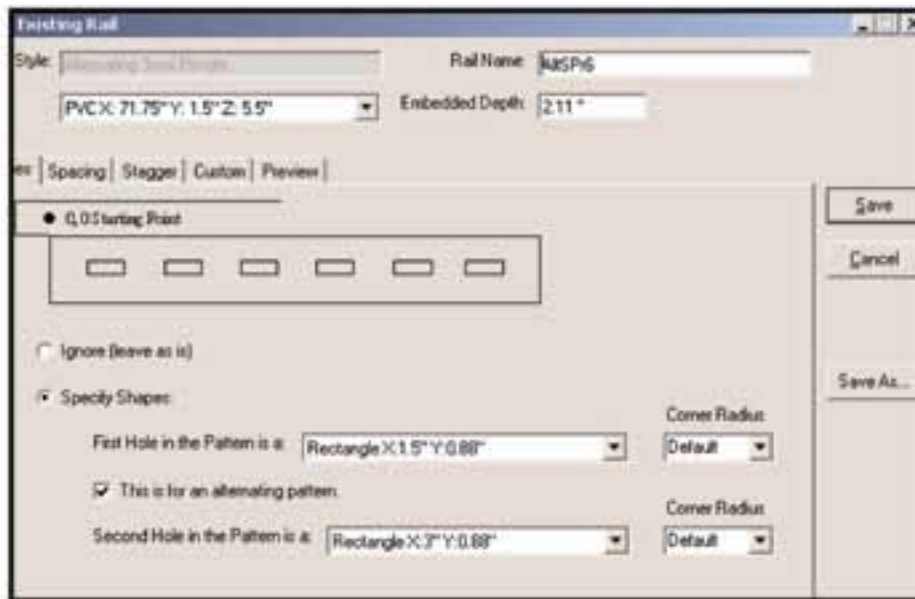 Existing Rail
Style:
Rail Name:
PVC X: 71.75" Y: 1.5" Z: 5.5"
Embedded Depth: 2.11 "
es Spacing Stagger Custom Preview
0,0 Starting Point
Save
Cancel
Ignore (leave as is)
Specify Shapes:
Save As...
Corner Radius
First Hole in the Pattern is a: Rectangle X:1.5" Y:0.88" Default
This is for an alternating pattern.
Corner Radius
Second Hole in the Pattern is a: Rectangle X:3" Y:0.88" Default